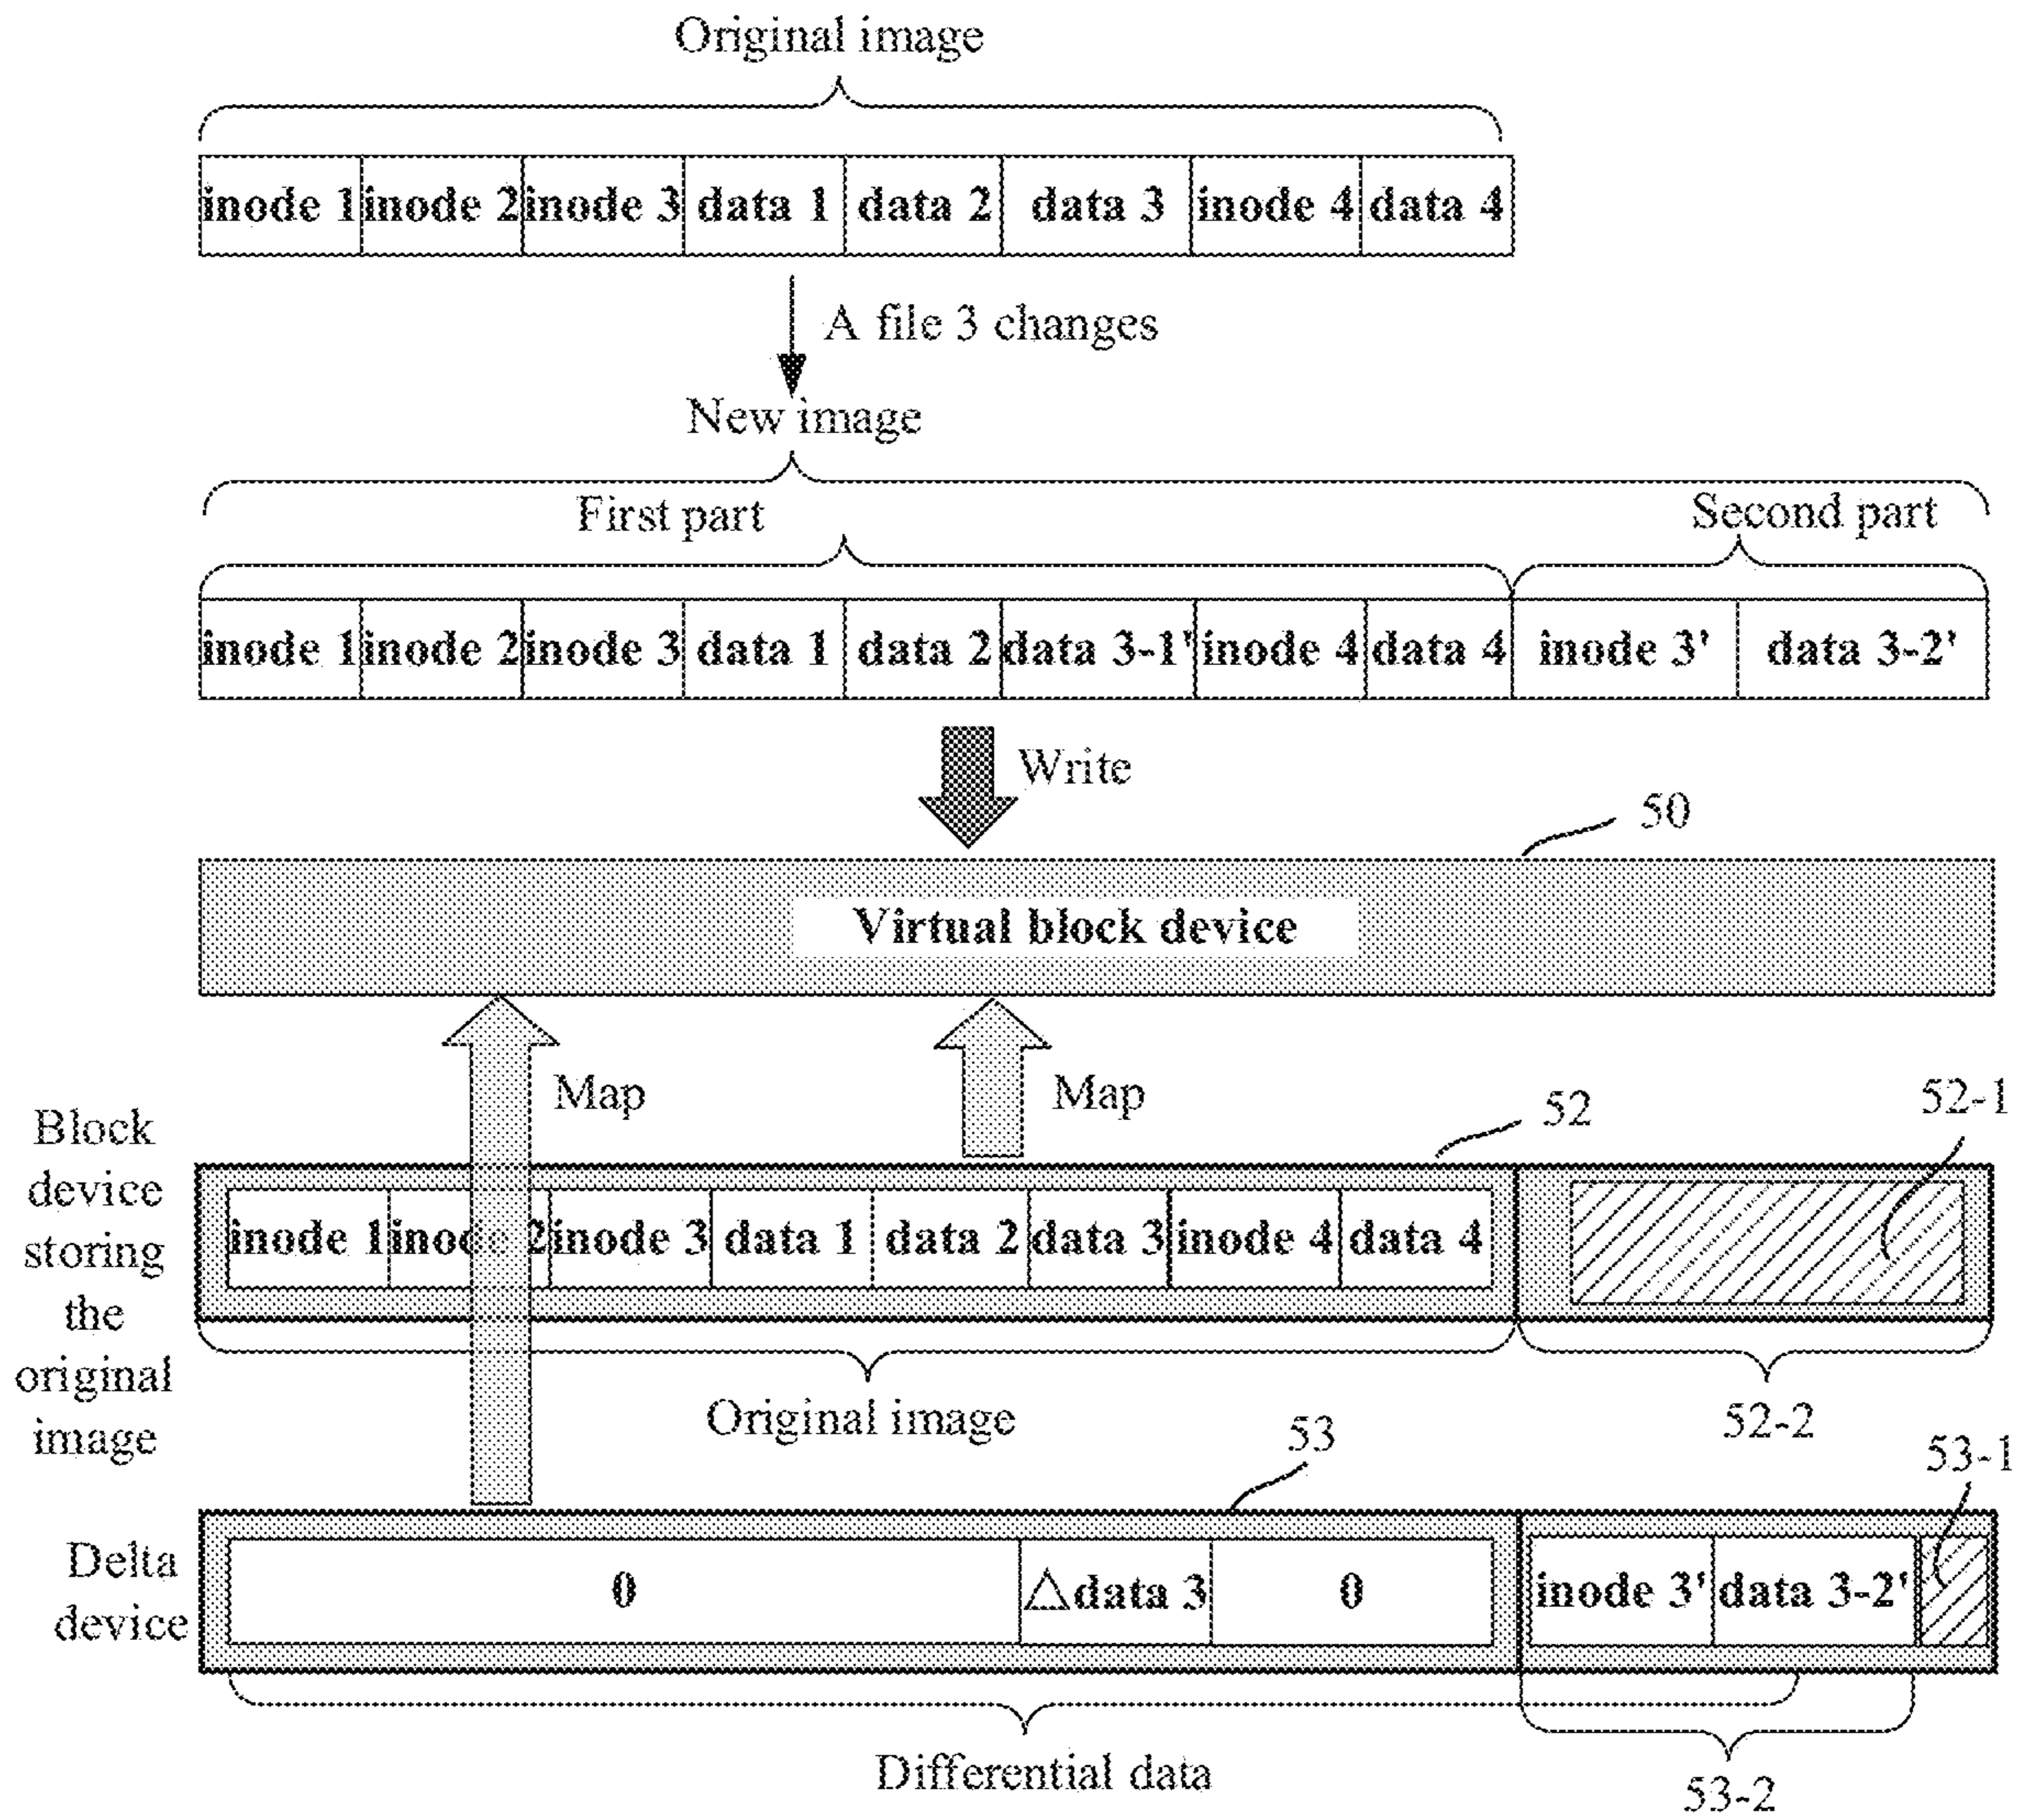 Original image
inode 1 inode 2 inode 3 data 1 data 2 data 3 inode 4 data 4
A file 3 changes
New image
First part
Second part
inode 1 inode 2 inode 3 data 1 data 2 data 3-1' inode 4 data 4 inode 3' data 3-2'
Write
50
Virtual block device
Map
Map
52
52-1
Block
device
storing
the
original
image
inode 1 inode 2 inode 3 data 1 data 2 data 3 inode 4 data 4
Original image
52-2
53
53-1
Delta
device
0 △data 3 0 inode 3' data 3-2'
Differential data
53-2